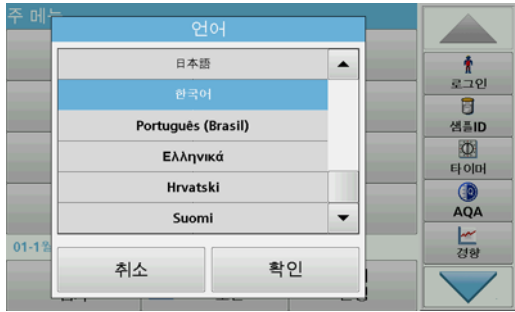 주 메뉴
언어
日本語
한국어
Português (Brasil)
Ελληνικά
Hrvatski
Suomi
취소
확인
01-1월
로그인
샘플ID
타이머
AQA
경향